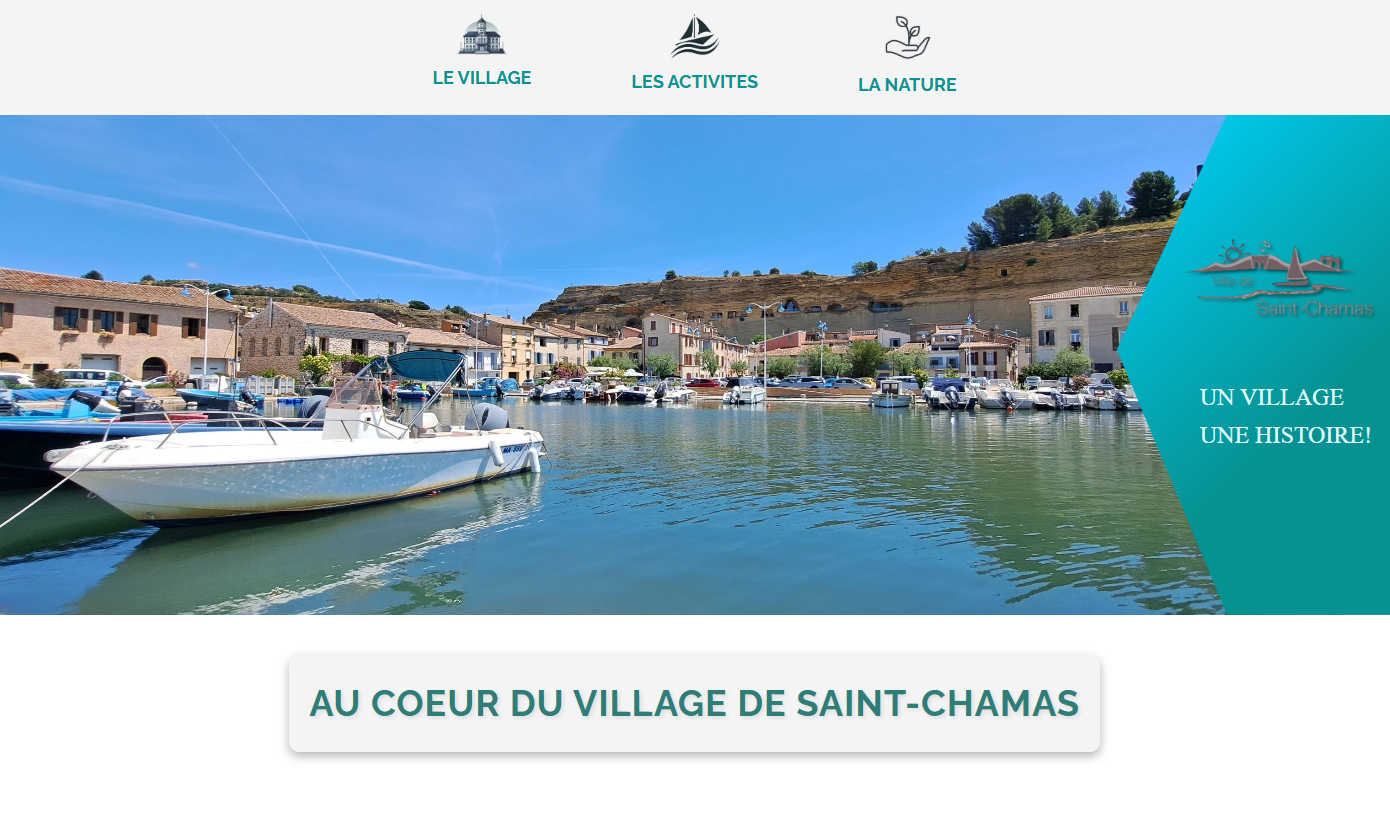 LE VILLAGE
LES ACTIVITES
LA NATURE
Ville de
Saint-Chamas
UN VILLAGE
UNE HISTOIRE!
AU COEUR DU VILLAGE DE SAINT-CHAMAS